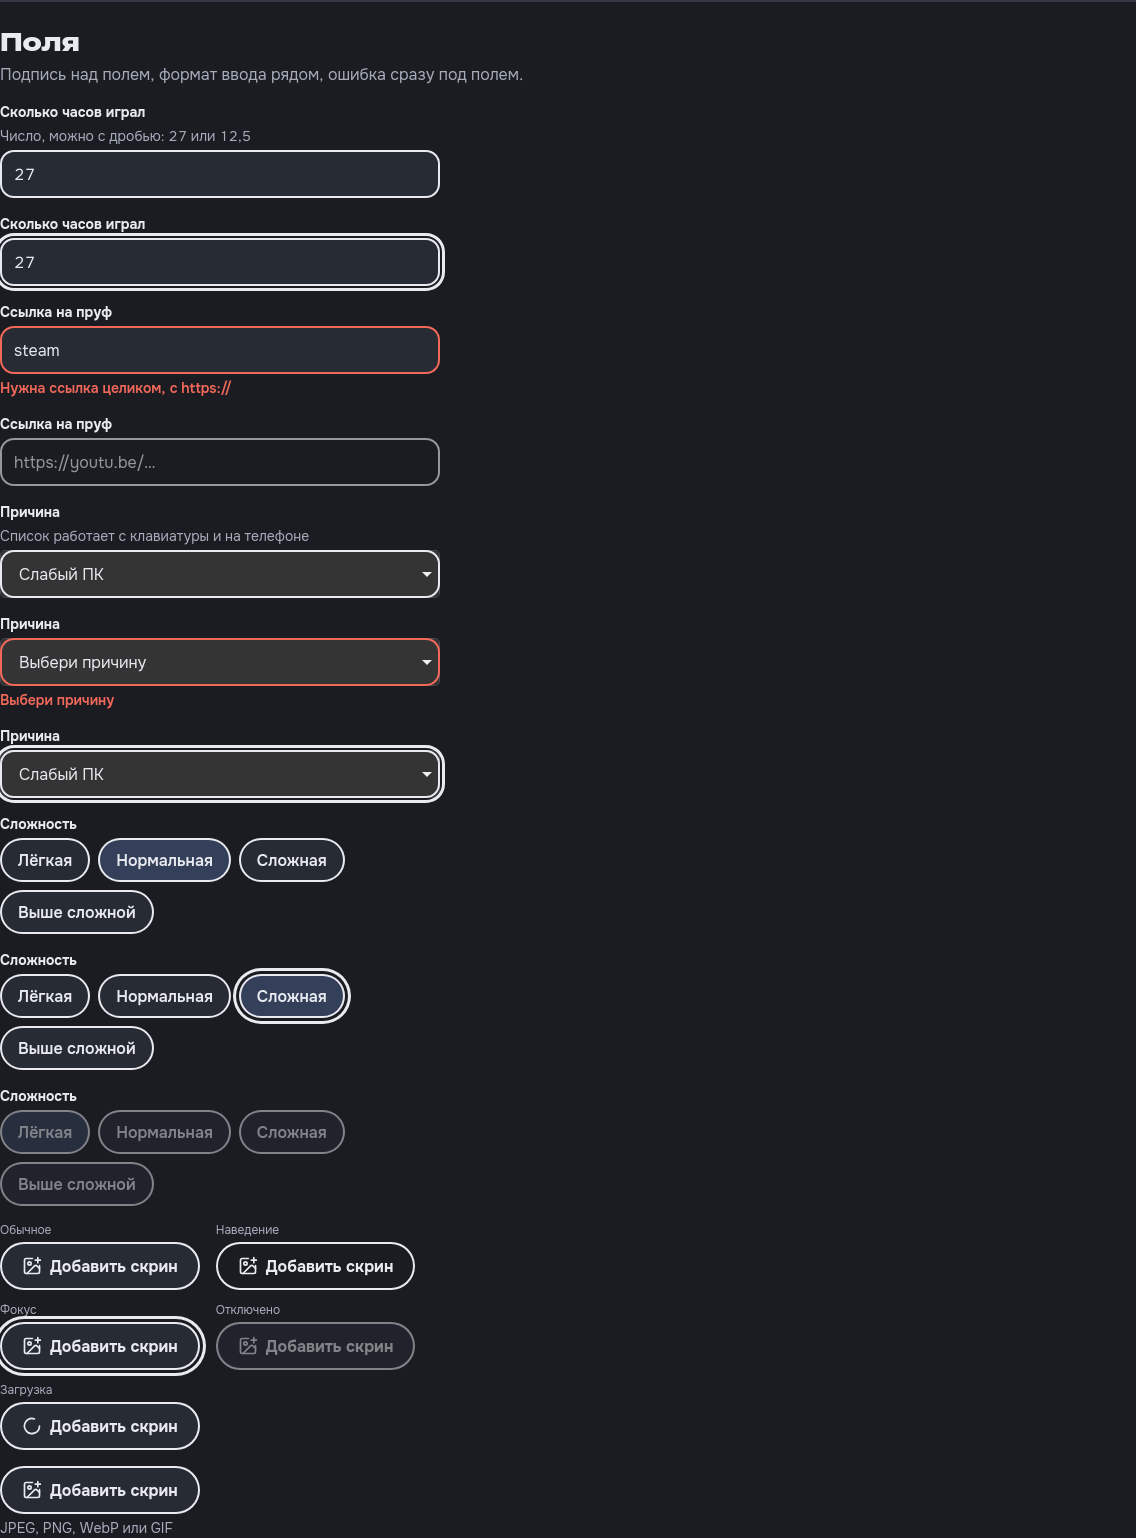 Поля
Подпись над полем, формат ввода рядом, ошибка сразу под полем.
Сколько часов играл
Число, можно с дробью: 27 или 12,5
27
Сколько часов играл
27
Ссылка на пруф
steam
Нужна ссылка целиком, с https://
Ссылка на пруф
https://youtu.be/...
Причина
Список работает с клавиатуры и на телефоне
Слабый ПК
Причина
Выбери причину
Выбери причину
Причина
Слабый ПК
Сложность
Лёгкая Нормальная Сложная
Выше сложной
Сложность
Лёгкая Нормальная Сложная
Выше сложной
Сложность
Лёгкая Нормальная Сложная
Выше сложной
Обычное Наведение
Добавить скрин Добавить скрин
Фокус Отключено
Добавить скрин Добавить скрин
Загрузка
Добавить скрин
Добавить скрин
JPEG, PNG, WebP или GIF